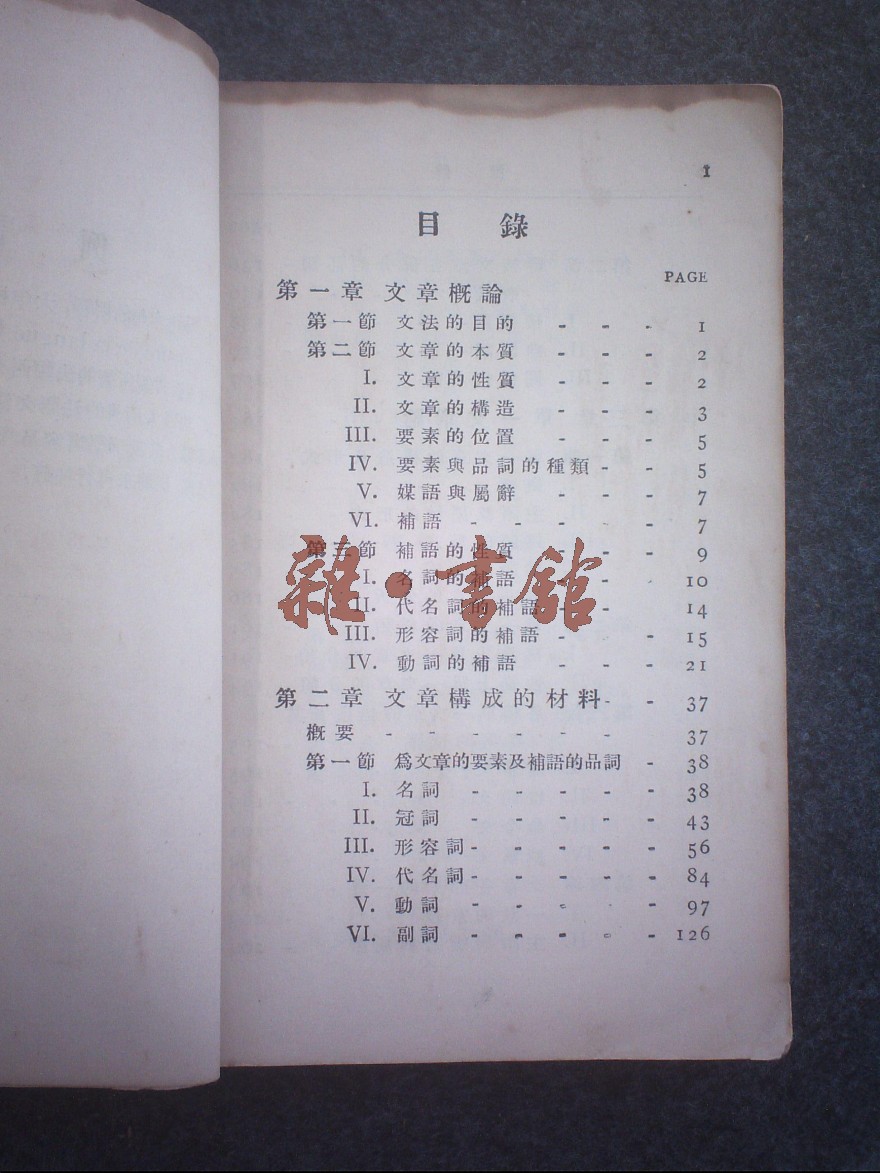 1
目 錄
PAGE
第一章 文章概論
第一節 文法的目的 - - - 1
第二節 文章的本質 - - - 2
I. 文章的性質 - - - 2
II. 文章的構造 - - - 3
III. 要素的位置 - - - 5
IV. 要素與品詞的種類 - - 5
V. 媒語與屬辭 - - - 7
VI. 補語 - - - - - 7
第三節 補語的性質 - - - 9
I. 名詞的補語 - - - 10
II. 代名詞的補語 - - - 14
III. 形容詞的補語 - - 15
IV. 動詞的補語 - - - 21
雜·書館
第二章 文章構成的材料 - - 37
概要 - - - - - - 37
第一節 爲文章的要素及補語的品詞 - 38
I. 名詞 - - - - - 38
II. 冠詞 - - - - - 43
III. 形容詞 - - - - - 56
IV. 代名詞 - - - - - 84
V. 動詞 - - - - - 97
VI. 副詞 - - - - - 126